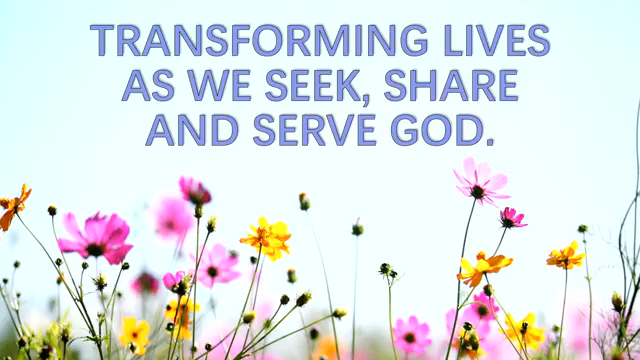 TRANSFORMING LIVES
AS WE SEEK, SHARE
AND SERVE GOD.